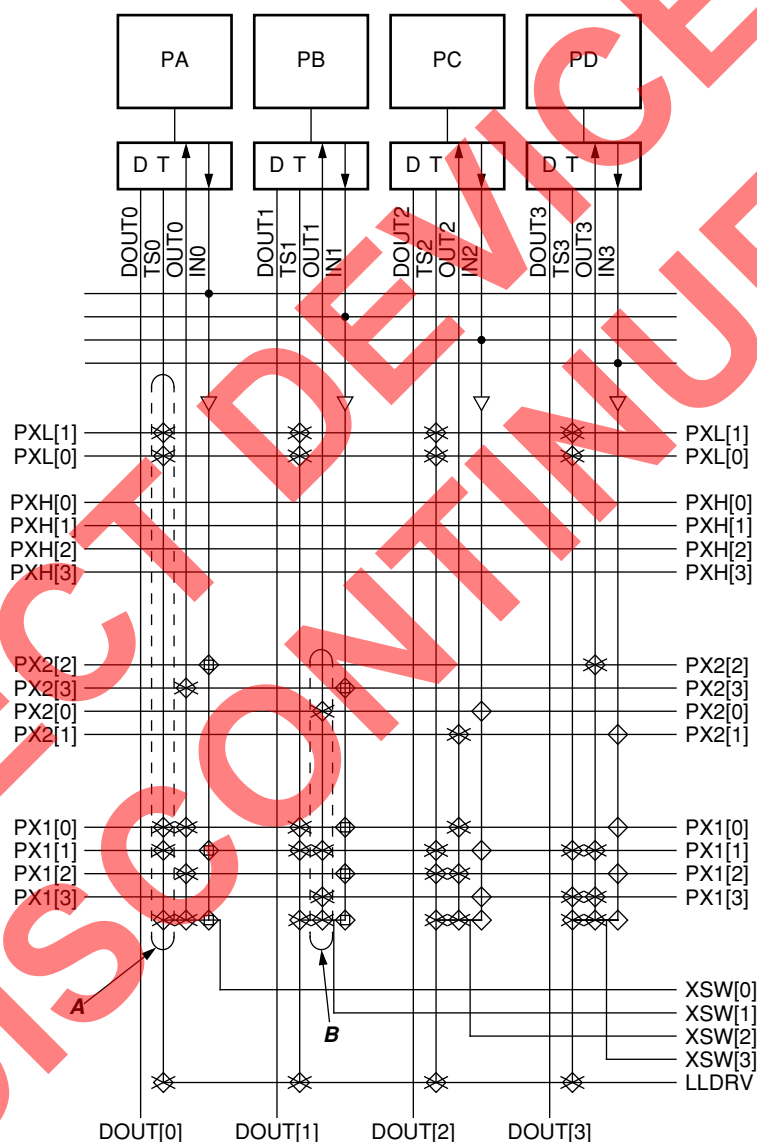 PA PB PC PD
D T D T D T D T
DOUT0 TS0 OUT0 IN0 DOUT1 TS1 OUT1 IN1 DOUT2 TS2 OUT2 IN2 DOUT3 TS3 OUT3 IN3
PXL[1] PXL[1]
PXL[0] PXL[0]
PXH[0] PXH[0]
PXH[1] PXH[1]
PXH[2] PXH[2]
PXH[3] PXH[3]
PX2[2] PX2[2]
PX2[3] PX2[3]
PX2[0] PX2[0]
PX2[1] PX2[1]
PX1[0] PX1[0]
PX1[1] PX1[1]
PX1[2] PX1[2]
PX1[3] PX1[3]
A B
XSW[0]
XSW[1]
XSW[2]
XSW[3]
LLDRV
DOUT[0] DOUT[1] DOUT[2] DOUT[3]
ECT DEVICE
DISCONTINUE